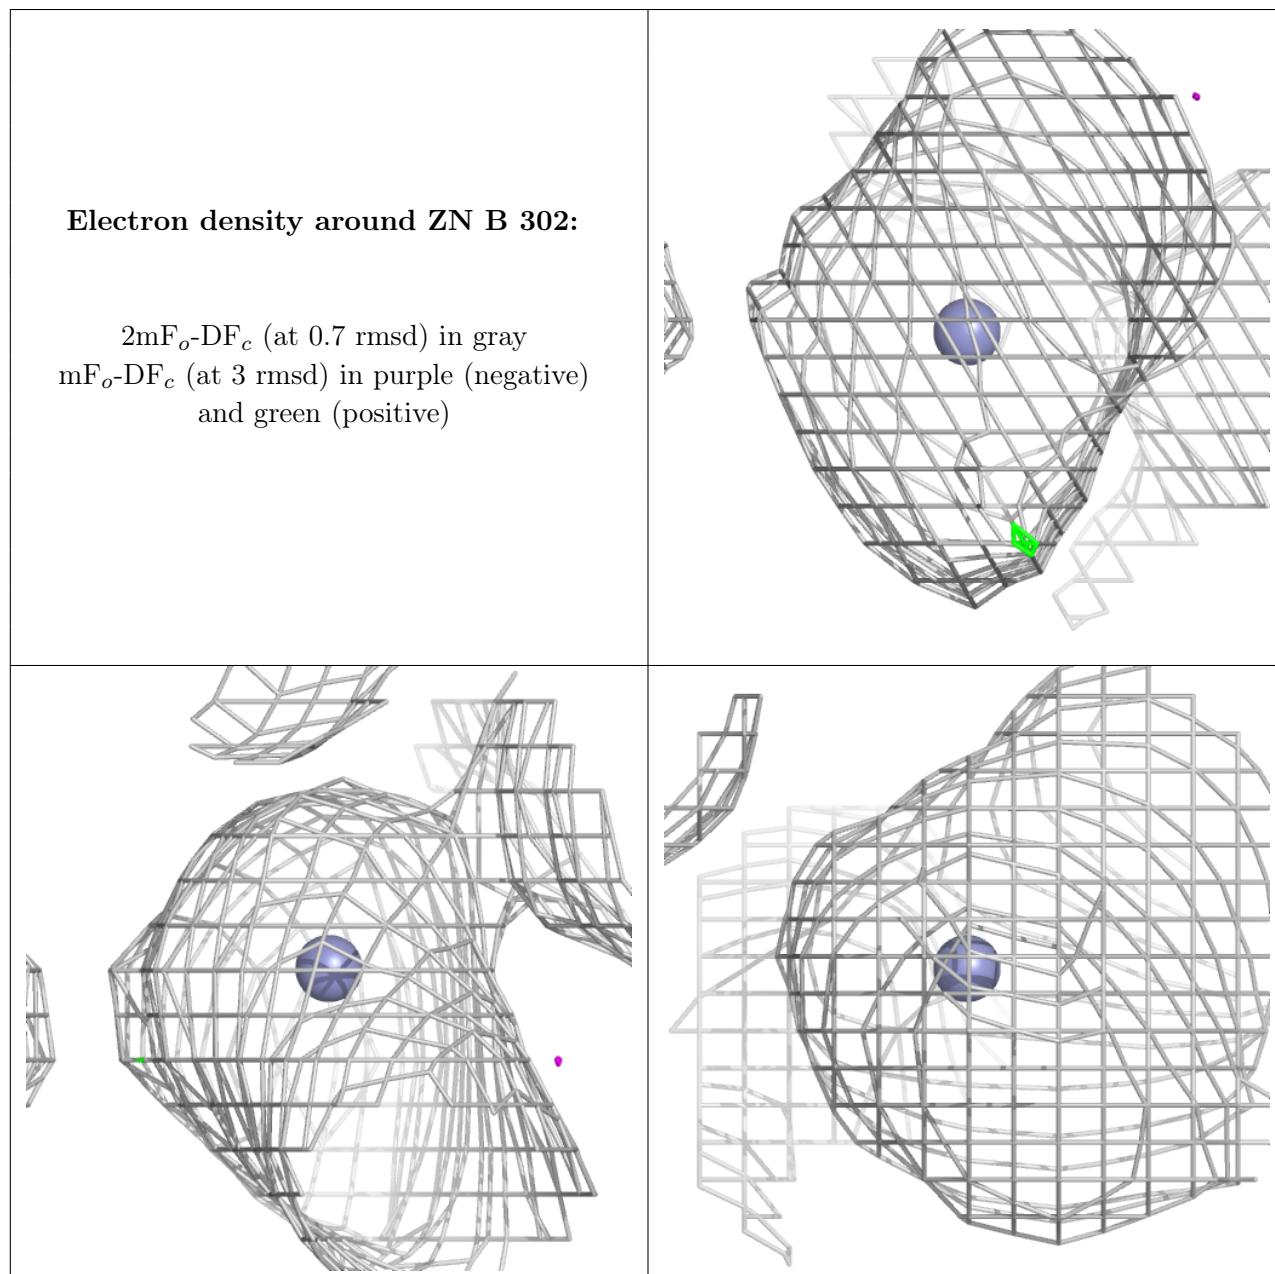 Electron density around ZN B 302:
2mFo-DFc (at 0.7 rmsd) in gray
mFo-DFc (at 3 rmsd) in purple (negative)
and green (positive)